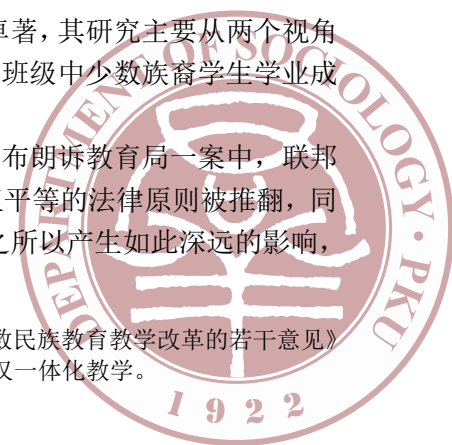 卓著，其研究主要从两个视角
班级中少数族裔学生学业成
布朗诉教育局一案中，联邦
平等的法律原则被推翻，同
之所以产生如此深远的影响，
数民族教育教学改革的若干意见》
双一体化教学。
DEPARTMENT OF SOCIOLOGY · PKU
1922